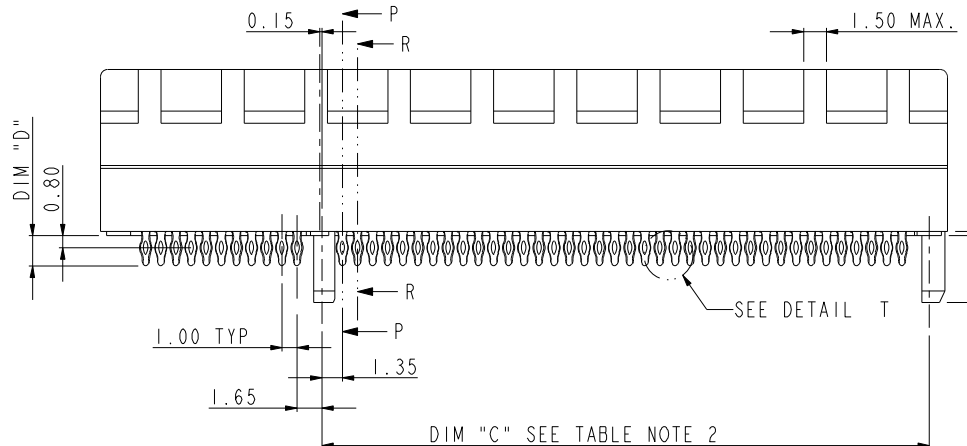 P
0.15
1.50 MAX.
R
DIM "D"
0.80
R
SEE DETAIL T
P
1.00 TYP
1.35
1.65
DIM "C" SEE TABLE NOTE 2